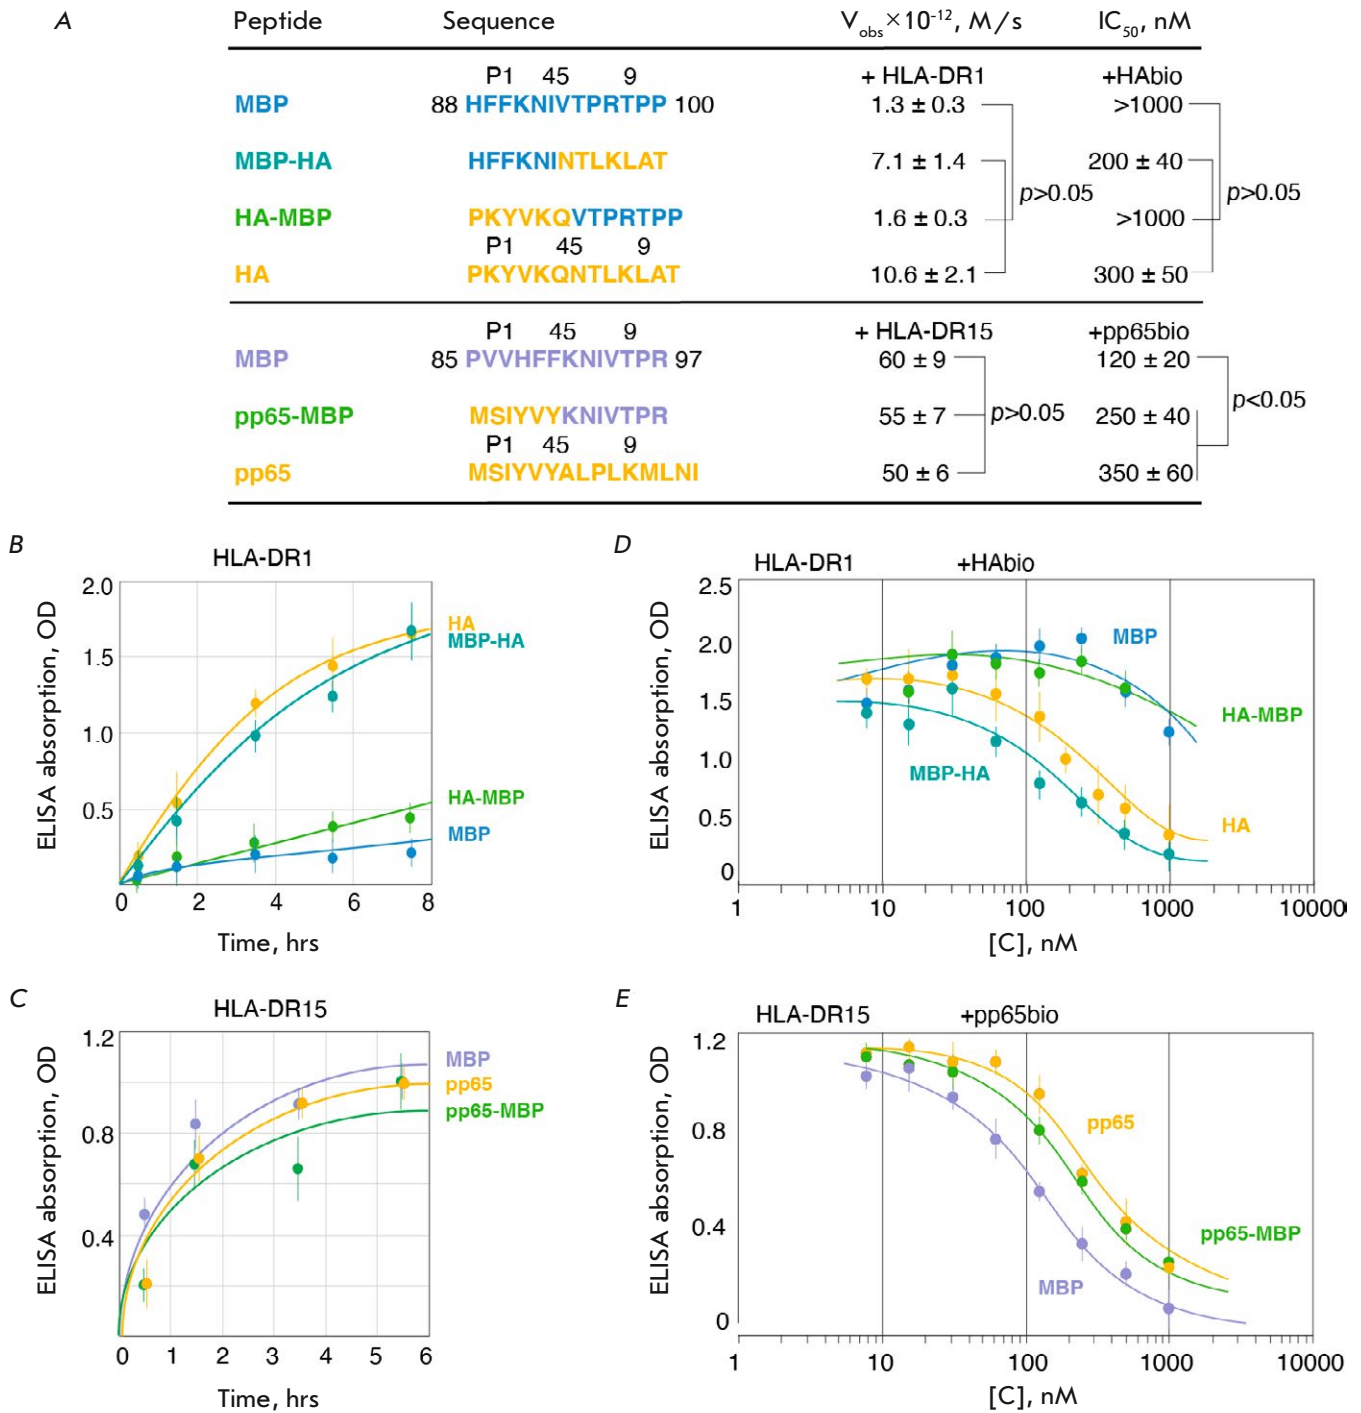 A Peptide Sequence Vobs×10⁻¹², M/s IC50, nM
P1 45 9 + HLA-DR1 +HAbio
MBP 88 HFFKNIVTPRTPP 100 1.3 ± 0.3 >1000
MBP-HA HFFKNINTLKLAT 7.1 ± 1.4 200 ± 40
p>0.05 p>0.05
HA-MBP PKYVKQVTPRTPP 1.6 ± 0.3 >1000
P1 45 9
HA PKYVKQNTLKLAT 10.6 ± 2.1 300 ± 50
P1 45 9 + HLA-DR15 +pp65bio
MBP 85 PVVHFFKNIVTPR 97 60 ± 9 120 ± 20
p<0.05
pp65-MBP MSIYVYKNIVTPR 55 ± 7 p>0.05 250 ± 40
P1 45 9
pp65 MSIYVYALPLKMLNI 50 ± 6 350 ± 60
B
HLA-DR1
ELISA absorption, OD
2.0
1.5
1.0
0.5
0 2 4 6 8
Time, hrs
HA
MBP-HA
HA-MBP
MBP
D
HLA-DR1 +HAbio
ELISA absorption, OD
2.5
2.0
1.5
1.0
0.5
0
1 10 100 1000 10000
[C], nM
MBP
HA-MBP
MBP-HA
HA
C
HLA-DR15
ELISA absorption, OD
1.2
0.8
0.4
0 1 2 3 4 5 6
Time, hrs
MBP
pp65
pp65-MBP
E
HLA-DR15 +pp65bio
ELISA absorption, OD
1.2
0.8
0.4
0
1 10 100 1000 10000
[C], nM
pp65
pp65-MBP
MBP